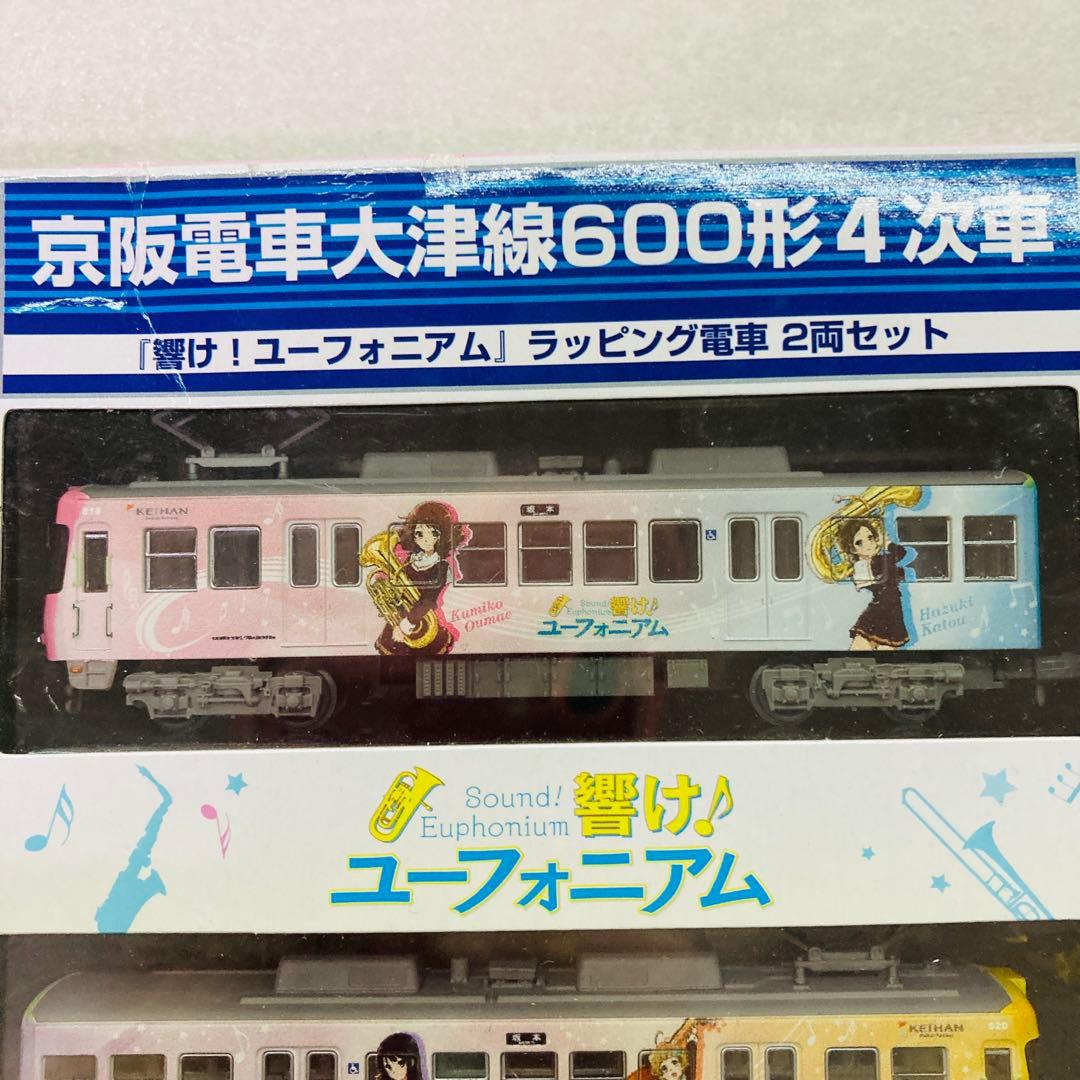 京阪電車大津線600形4次車
『響け！ユーフォニアム』ラッピング電車 2両セット
619
KEIHAN
坂本
Kumiko
Oumae
Sound!
Euphonium
響け♪
ユーフォニアム
Hazuki
Katou
Sound!
Euphonium
響け♪
ユーフォニアム
坂本
KEIHAN
620